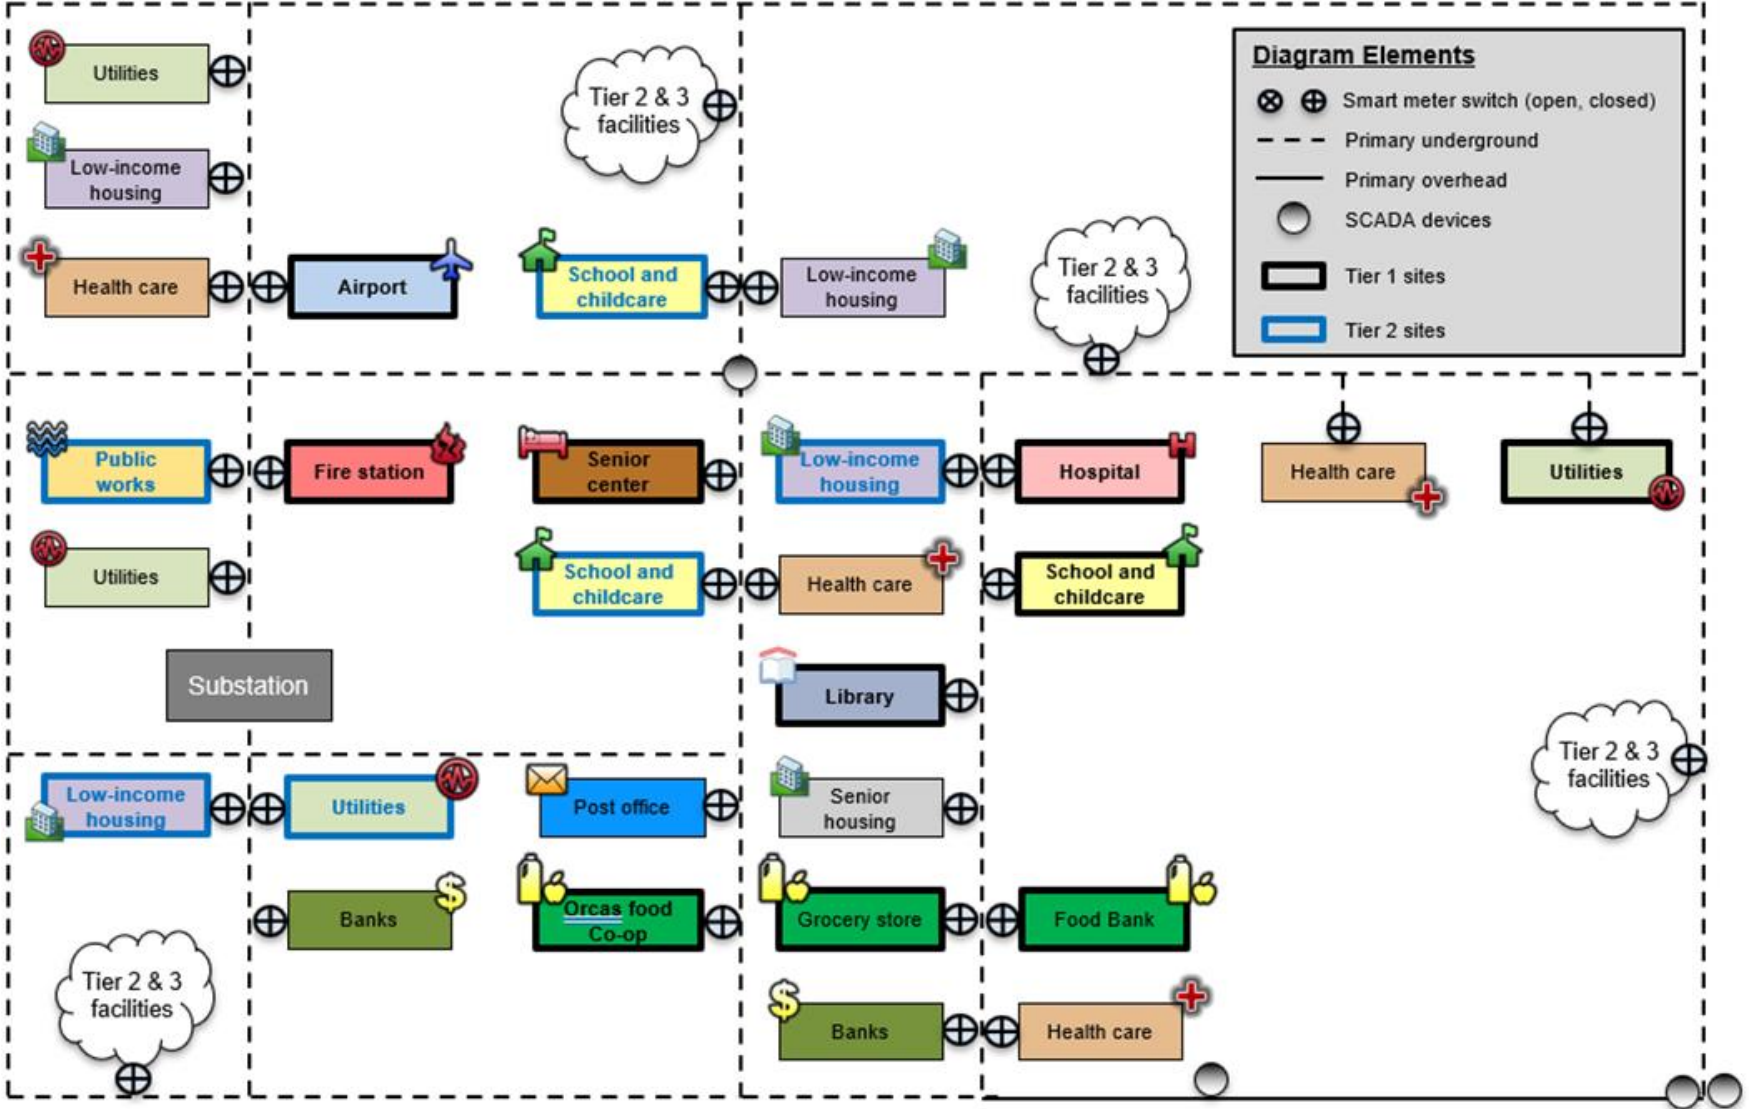 Utilities
Tier 2 & 3
facilities
Diagram Elements
Smart meter switch (open, closed)
Primary underground
Primary overhead
SCADA devices
Tier 1 sites
Tier 2 sites
Low-income
housing
Health care
Airport
School and
childcare
Low-income
housing
Tier 2 & 3
facilities
Public
works
Fire station
Senior
center
Low-income
housing
Hospital
H
Health care
Utilities
Utilities
School and
childcare
Health care
School and
childcare
Substation
Library
Tier 2 & 3
facilities
Low-income
housing
Utilities
Post office
Senior
housing
Banks
$
Orcas food
Co-op
Grocery store
Food Bank
Tier 2 & 3
facilities
$
Banks
Health care